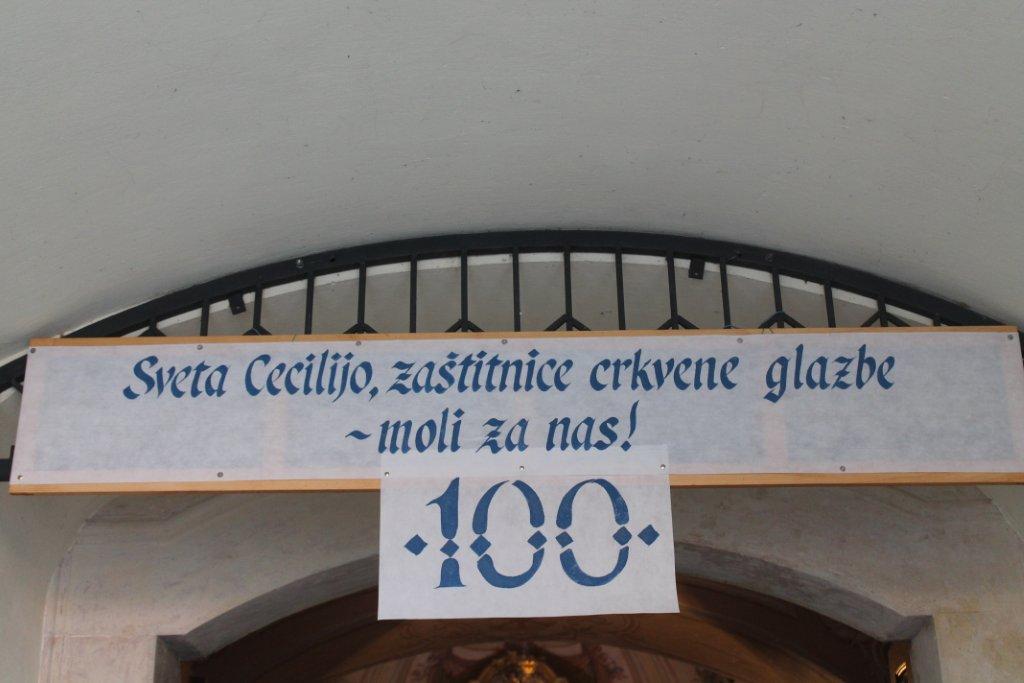 Sveta Cecilijo, zaštitnice crkvene glazbe
~ moli za nas!
·100·